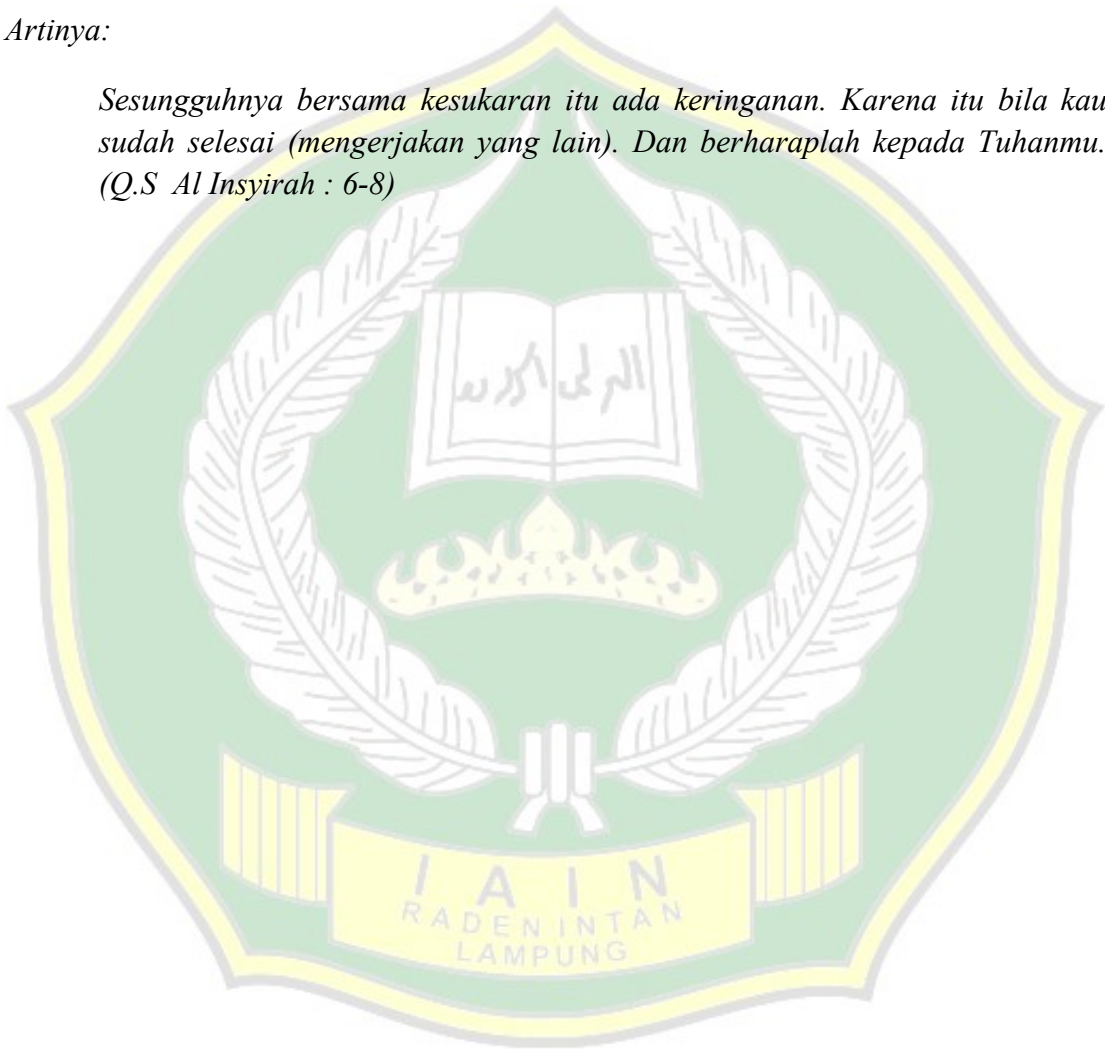 Artinya:
Sesungguhnya bersama kesukaran itu ada keringanan. Karena itu bila kau
sudah selesai (mengerjakan yang lain). Dan berharaplah kepada Tuhanmu.
(Q.S Al Insyirah : 6-8)
I A I N
RADEN INTAN
LAMPUNG